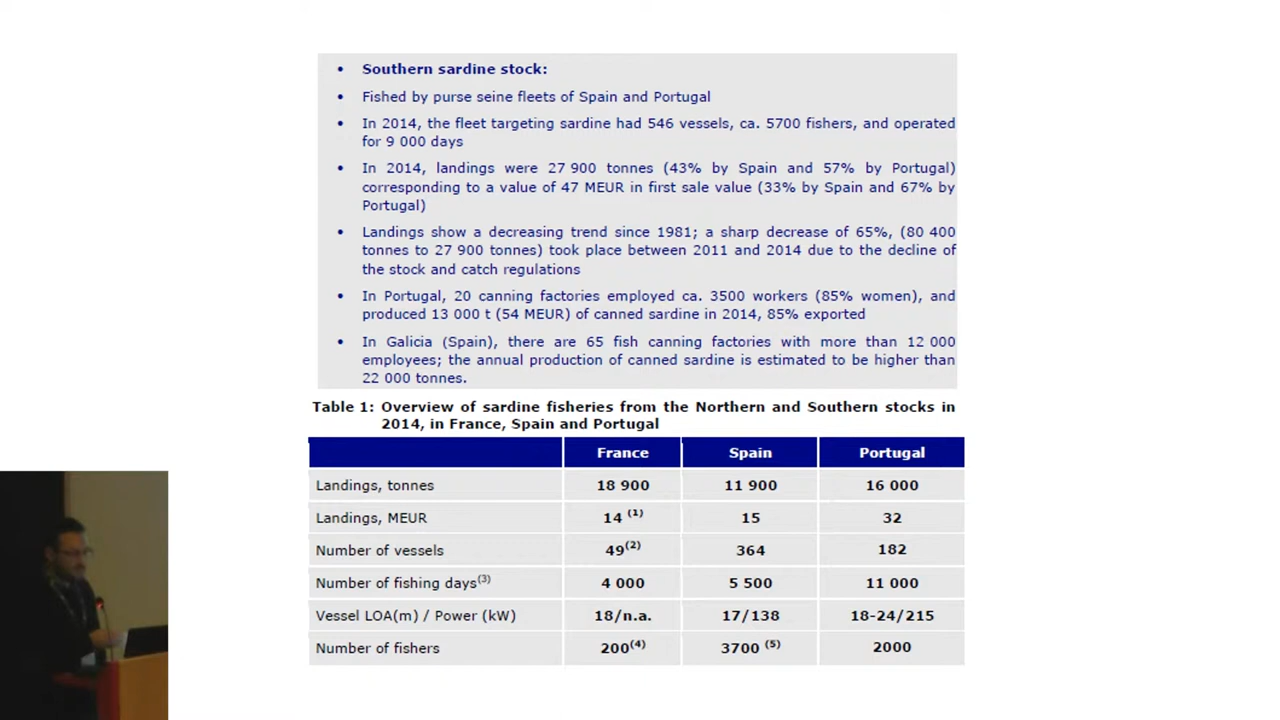 • Southern sardine stock:
• Fished by purse seine fleets of Spain and Portugal
• In 2014, the fleet targeting sardine had 546 vessels, ca. 5700 fishers, and operated
for 9 000 days
• In 2014, landings were 27 900 tonnes (43% by Spain and 57% by Portugal)
corresponding to a value of 47 MEUR in first sale value (33% by Spain and 67% by
Portugal)
• Landings show a decreasing trend since 1981; a sharp decrease of 65%, (80 400
tonnes to 27 900 tonnes) took place between 2011 and 2014 due to the decline of
the stock and catch regulations
• In Portugal, 20 canning factories employed ca. 3500 workers (85% women), and
produced 13 000 t (54 MEUR) of canned sardine in 2014, 85% exported
• In Galicia (Spain), there are 65 fish canning factories with more than 12 000
employees; the annual production of canned sardine is estimated to be higher than
22 000 tonnes.
Table 1: Overview of sardine fisheries from the Northern and Southern stocks in
2014, in France, Spain and Portugal
France Spain Portugal
Landings, tonnes 18 900 11 900 16 000
Landings, MEUR 14 (1) 15 32
Number of vessels 49(2) 364 182
Number of fishing days(3) 4 000 5 500 11 000
Vessel LOA(m) / Power (kW) 18/n.a. 17/138 18-24/215
Number of fishers 200(4) 3700 (5) 2000